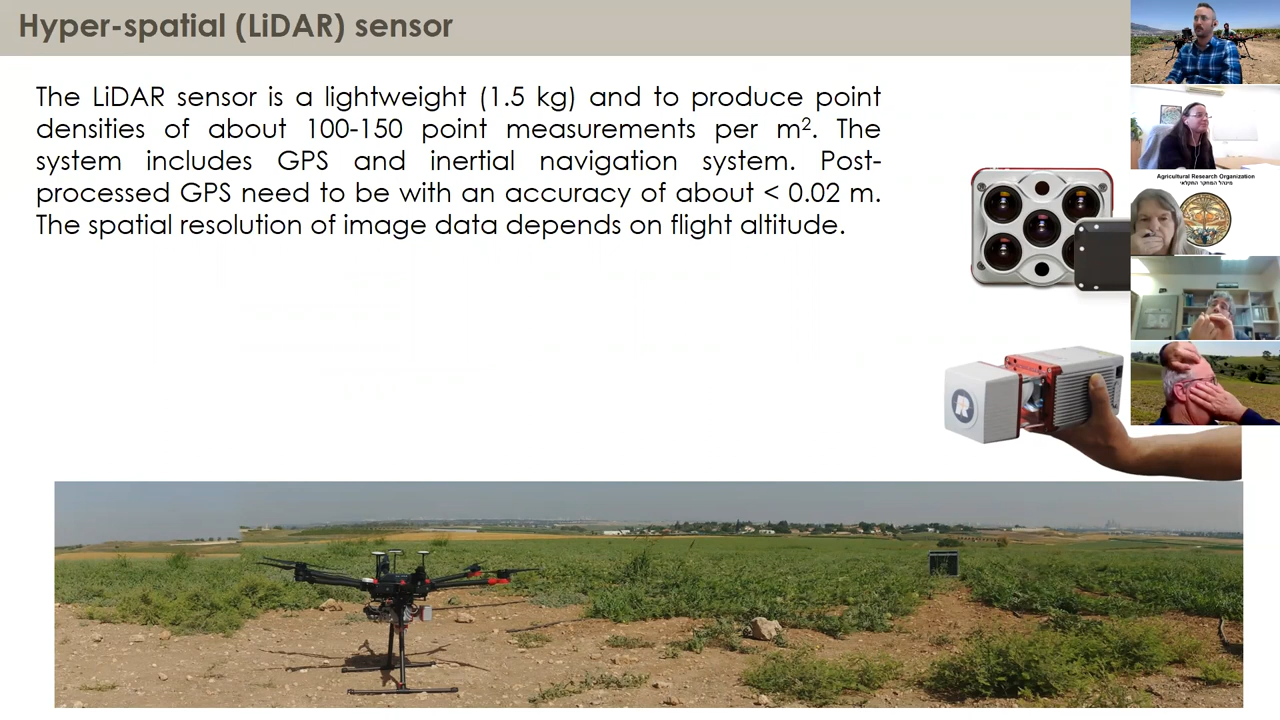 Hyper-spatial (LiDAR) sensor
The LiDAR sensor is a lightweight (1.5 kg) and to produce point
densities of about 100-150 point measurements per m². The
system includes GPS and inertial navigation system. Post-
processed GPS need to be with an accuracy of about < 0.02 m.
The spatial resolution of image data depends on flight altitude.
Agricultural Research Organization
מינהל המחקר החקלאי
R